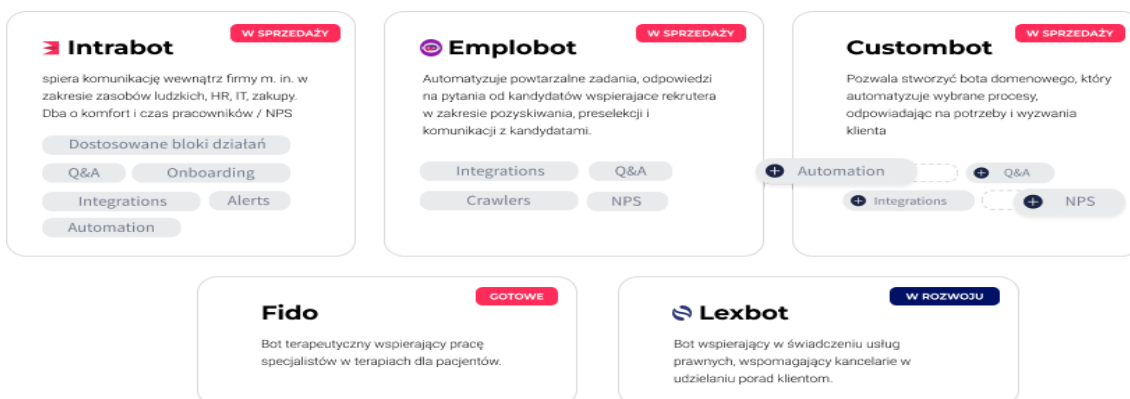 Intrabot
W SPRZEDAŻY
spiera komunikację wewnątrz firmy m. in. w
zakresie zasobów ludzkich, HR, IT, zakupy.
Dba o komfort i czas pracowników / NPS
Dostosowane bloki działań
Q&A
Onboarding
Integrations
Alerts
Automation
Emplobot
W SPRZEDAŻY
Automatyzuje powtarzalne zadania, odpowiedzi
na pytania od kandydatów wspierajace rekrutera
w zakresie pozyskiwania, preselekcji i
komunikacji z kandydatami.
Integrations
Q&A
Crawlers
NPS
Custombot
W SPRZEDAŻY
Pozwala stworzyć bota domenowego, który
automatyzuje wybrane procesy,
odpowiadając na potrzeby i wyzwania
klienta
Automation
Q&A
Integrations
NPS
Fido
GOTOWE
Bot terapeutyczny wspierający pracę
specjalistów w terapiach dla pacjentów.
Lexbot
W ROZWOJU
Bot wspierający w świadczeniu usług
prawnych, wspomagający kancelarie w
udzielaniu porad klientom.